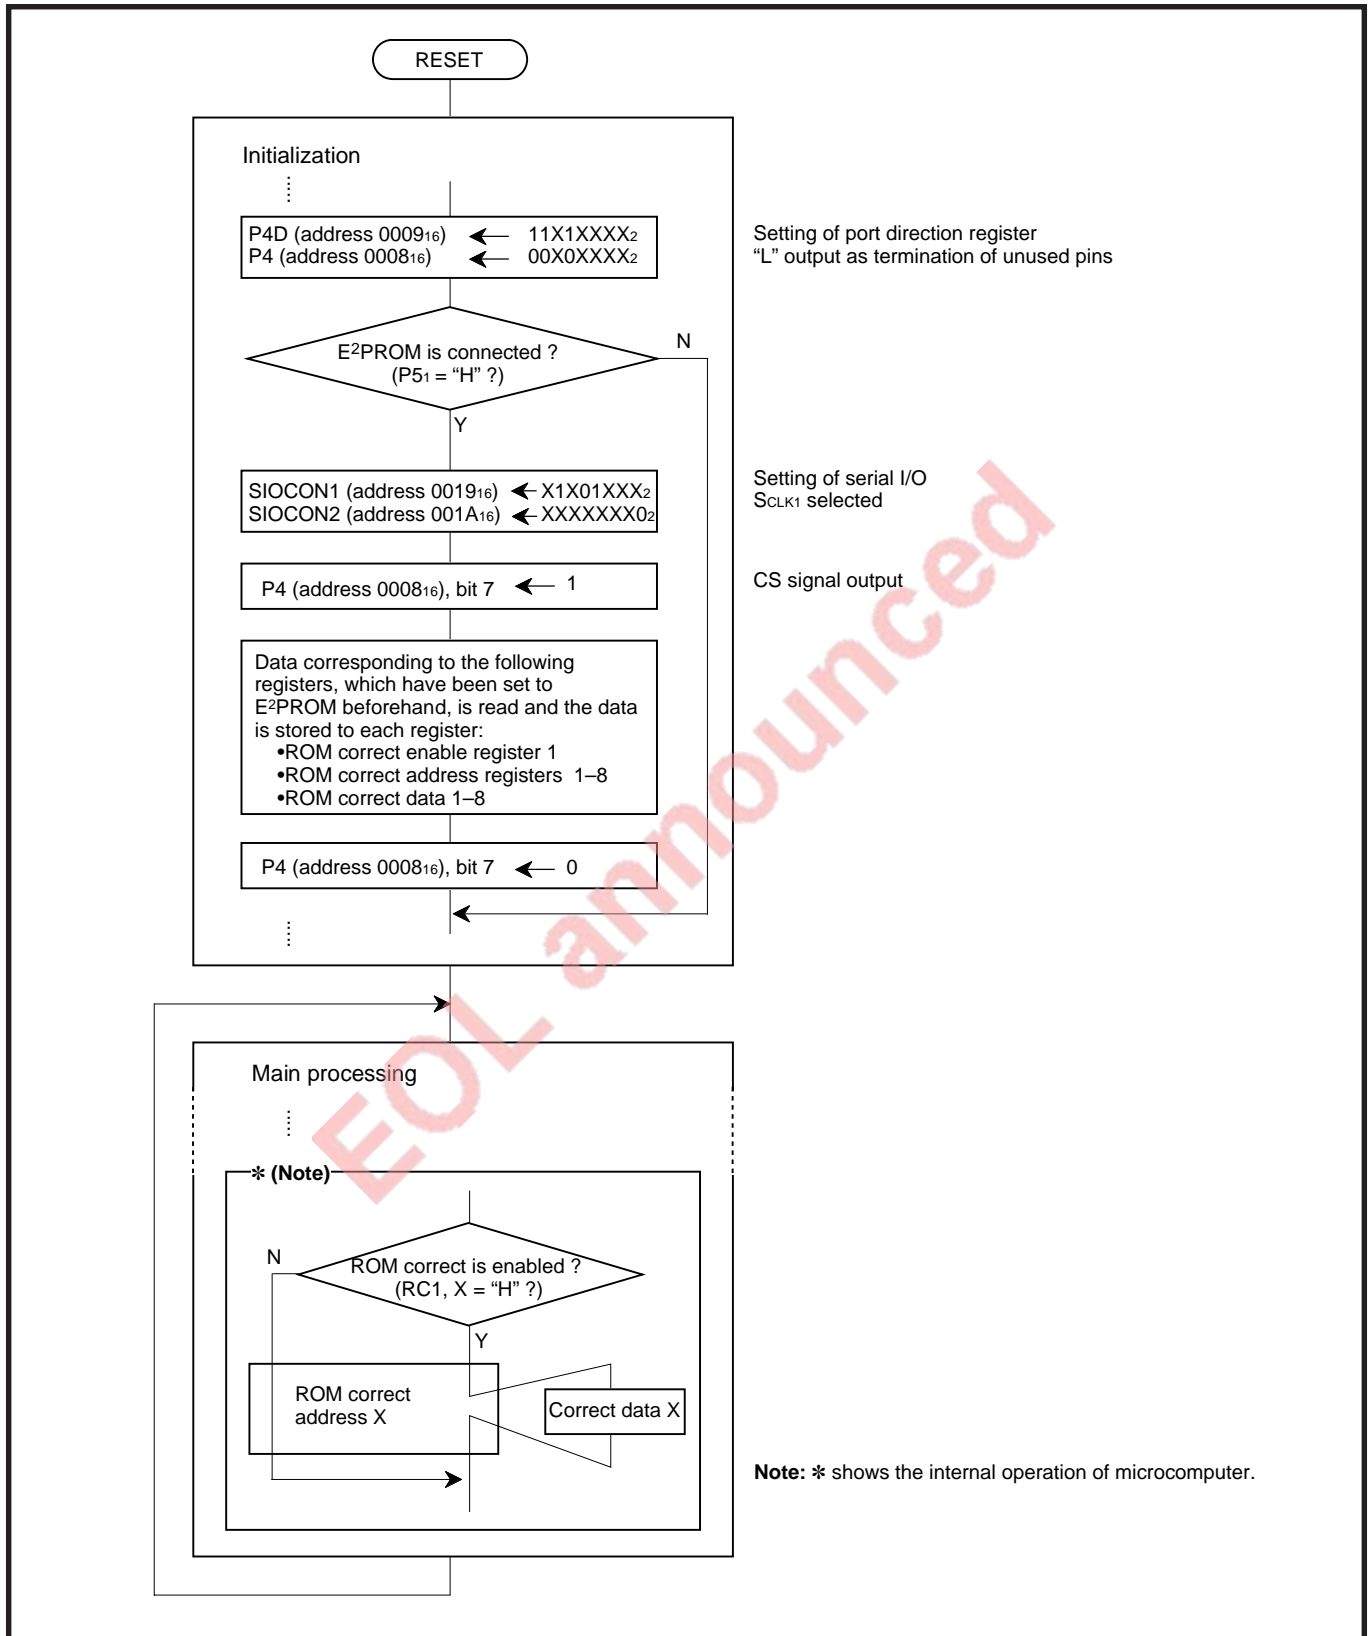 RESET
Initialization
P4D (address 0009₁₆) ← 11X1XXXX₂
P4 (address 0008₁₆) ← 00X0XXXX₂
Setting of port direction register
“L” output as termination of unused pins
E²PROM is connected ?
(P5₁ = “H” ?)
N
Y
SIOCON1 (address 0019₁₆) ← X1X01XXX₂
SIOCON2 (address 001A₁₆) ← XXXXXXX0₂
Setting of serial I/O
SCLK1 selected
P4 (address 0008₁₆), bit 7 ← 1
CS signal output
Data corresponding to the following
registers, which have been set to
E²PROM beforehand, is read and the data
is stored to each register:
•ROM correct enable register 1
•ROM correct address registers 1–8
•ROM correct data 1–8
P4 (address 0008₁₆), bit 7 ← 0
EOL announced
Main processing
✻ (Note)
ROM correct is enabled ?
(RC1, X = “H” ?)
N
Y
ROM correct
address X
Correct data X
Note: ✻ shows the internal operation of microcomputer.